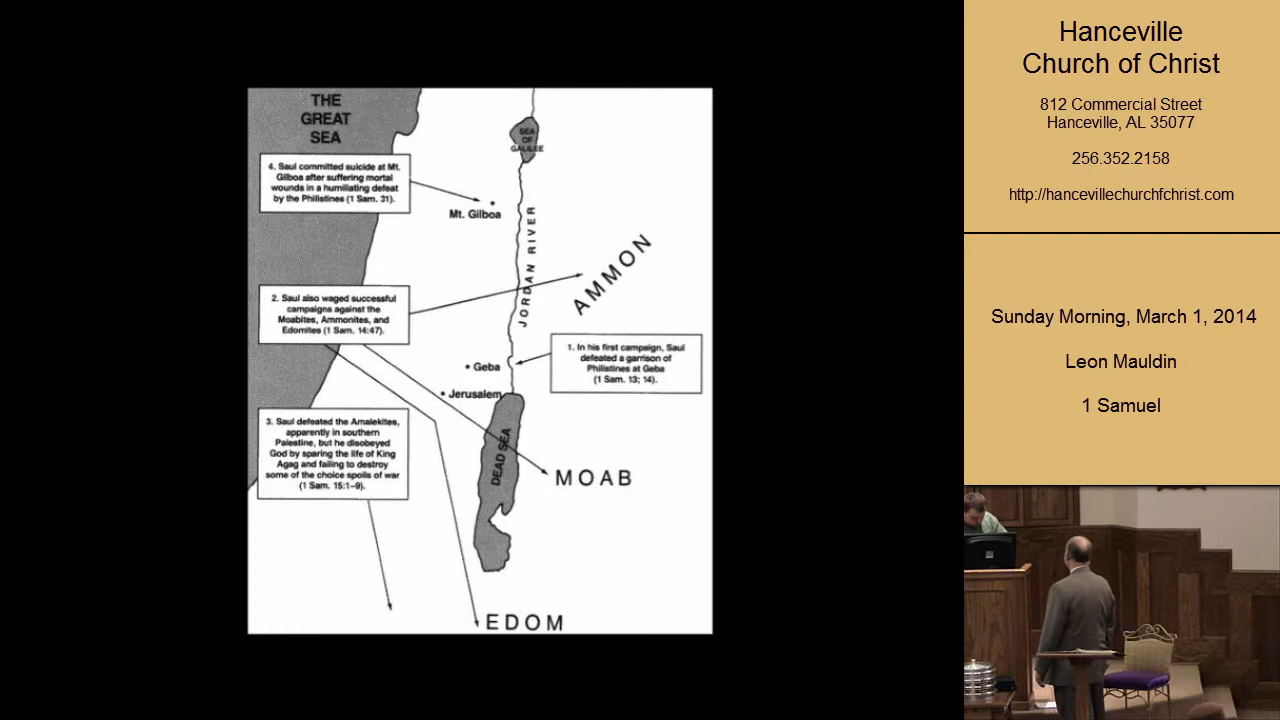 THE
GREAT
SEA
SEA
OF
GALILEE
4. Saul committed suicide at Mt.
Gilboa after suffering mortal
wounds in a humiliating defeat
by the Philistines (1 Sam. 31).
Mt. Gilboa
JORDAN RIVER
AMMON
2. Saul also waged successful
campaigns against the
Moabites, Ammonites, and
Edomites (1 Sam. 14:47).
1. In his first campaign, Saul
defeated a garrison of
Philistines at Geba
(1 Sam. 13; 14).
Geba
Jerusalem
3. Saul defeated the Amalekites,
apparently in southern
Palestine, but he disobeyed
God by sparing the life of King
Agag and failing to destroy
some of the choice spoils of war
(1 Sam. 15:1-9).
DEAD SEA
MOAB
EDOM
Hanceville
Church of Christ
812 Commercial Street
Hanceville, AL 35077
256.352.2158
http://hancevillechurchfchrist.com
Sunday Morning, March 1, 2014
Leon Mauldin
1 Samuel